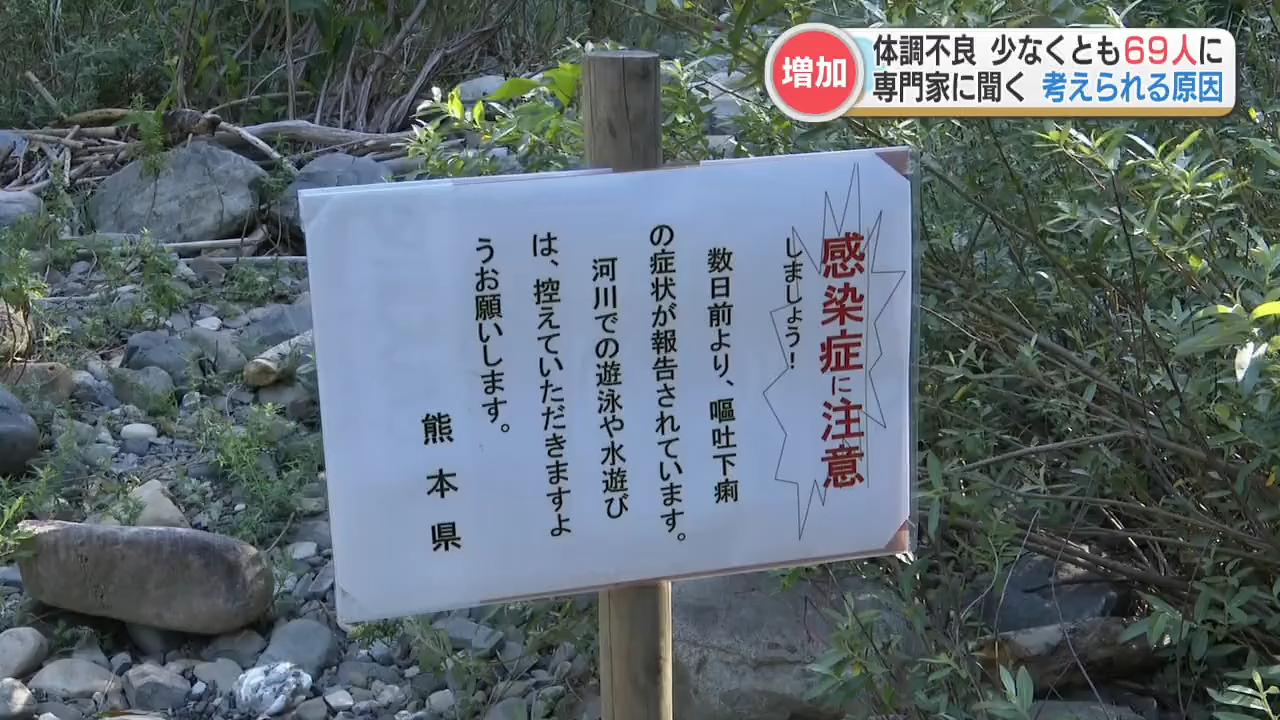 増加
体調不良 少なくとも69人に
専門家に聞く 考えられる原因
感染症に注意
しましょう！
数日前より、嘔吐下痢
の症状が報告されています。
河川での遊泳や水遊び
は、控えていただきますよ
うお願いします。
熊本県